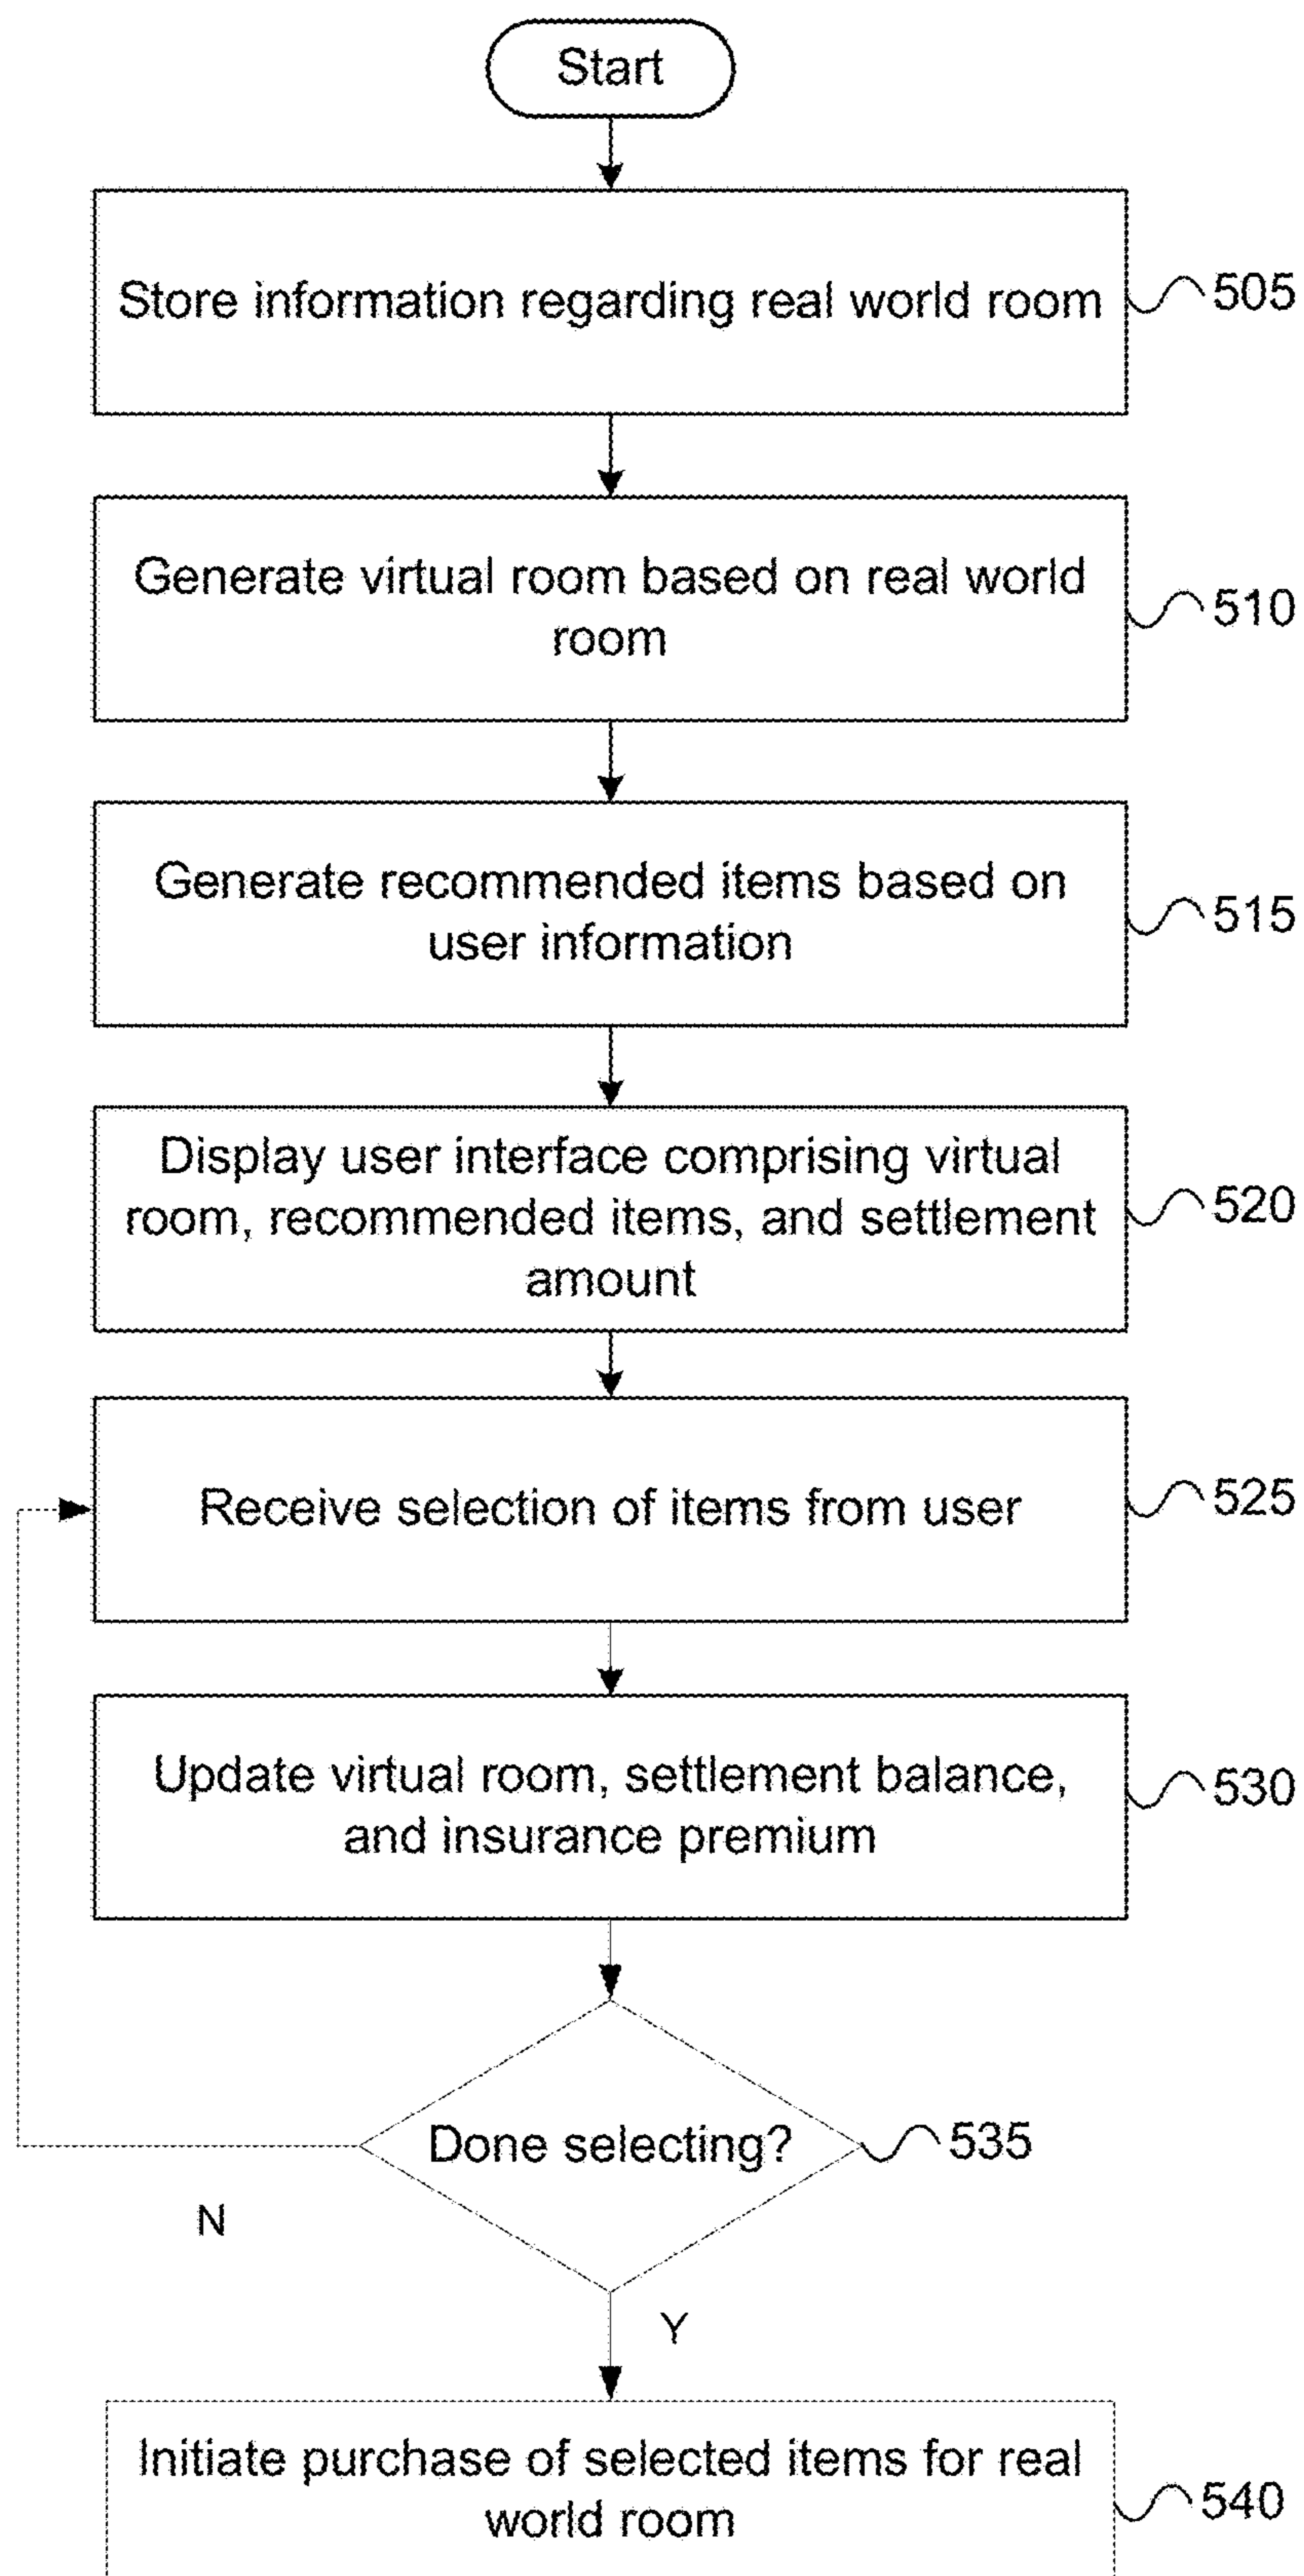 Start
Store information regarding real world room
505
Generate virtual room based on real world
room
510
Generate recommended items based on
user information
515
Display user interface comprising virtual
room, recommended items, and settlement
amount
520
Receive selection of items from user
525
Update virtual room, settlement balance,
and insurance premium
530
Done selecting?
535
N
Y
Initiate purchase of selected items for real
world room
540